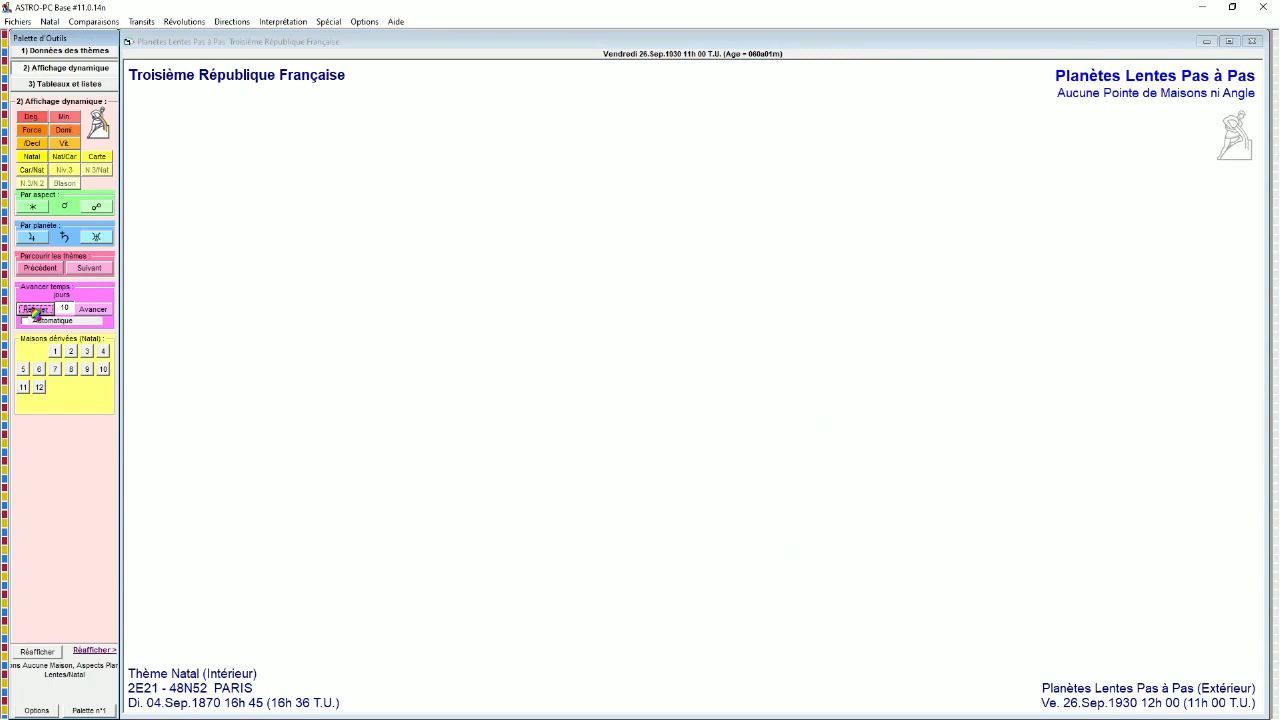 ASTRO-PC Base #11.0.14n
Fichiers Natal Comparaisons Transits Révolutions Directions Interprétation Spécial Options Aide
Palette d'Outils
1) Données des thèmes
2) Affichage dynamique
3) Tableaux et listes
2) Affichage dynamique :
Deg. Min.
Force Domi.
/Decl Vit.
Natal Nat/Car Carte
Car/Nat Niv.3 N.3/Nat
N.3/N.2 Blason
Par aspect :
Par planète :
Parcourir les thèmes :
Précédent Suivant
Avancer temps :
jours
10 Avancer
Automatique
Maisons dérivées (Natal) :
1 2 3 4
5 6 7 8 9 10
11 12
Réafficher Réafficher >
ns Aucune Maison, Aspects Plar
Lentes/Natal
Options Palette n°1
Planètes Lentes Pas à Pas Troisième République Française
Vendredi 26.Sep.1930 11h 00 T.U. (Age = 060a01m)
Troisième République Française
Planètes Lentes Pas à Pas
Aucune Pointe de Maisons ni Angle
Thème Natal (Intérieur)
2E21 - 48N52 PARIS
Di. 04.Sep.1870 16h 45 (16h 36 T.U.)
Planètes Lentes Pas à Pas (Extérieur)
Ve. 26.Sep.1930 12h 00 (11h 00 T.U.)